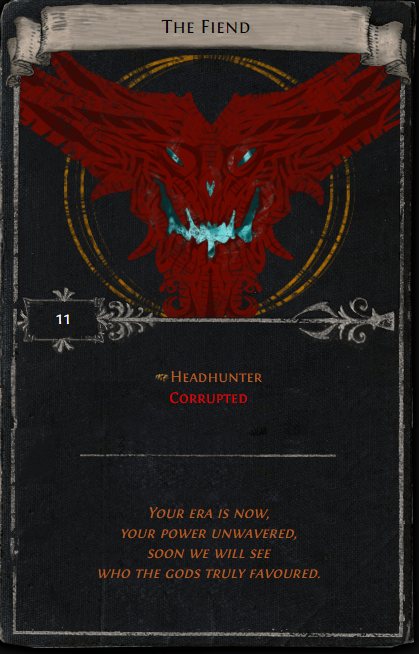 The Fiend
11
Headhunter
Corrupted
Your era is now,
your power unwavered,
soon we will see
who the gods truly favoured.